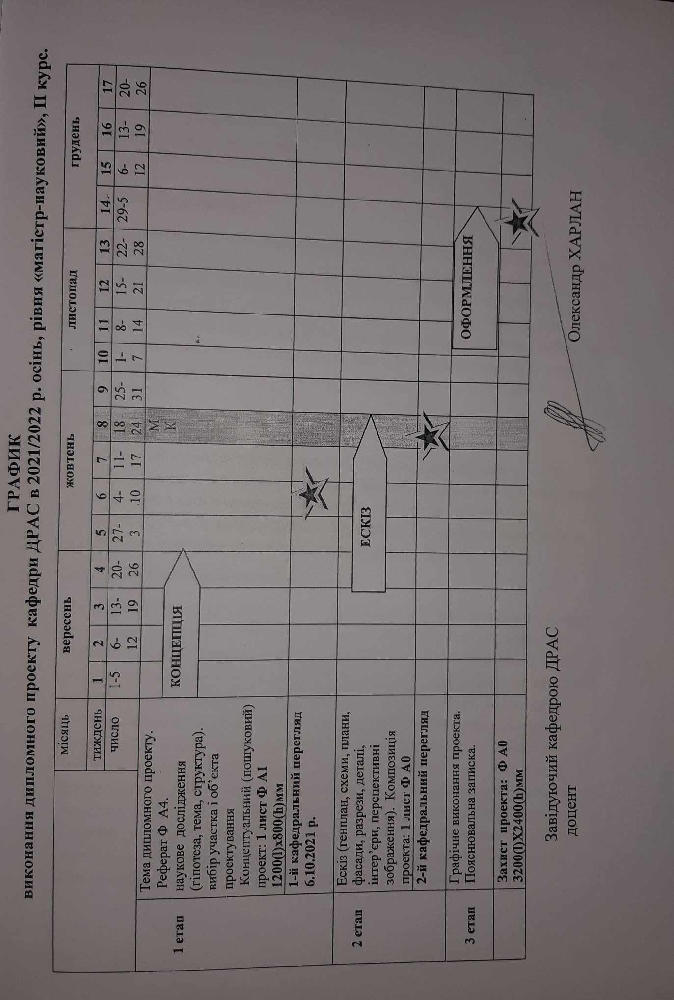 ГРАФИК
виконання дипломного проекту кафедри ДРАС в 2021/2022 р. осінь, рівня «магістр-науковий», ІІ курс.
місяць вересень жовтень листопад грудень
тиждень 1 2 3 4 5 6 7 8 9 10 11 12 13 14 15 16 17
число 1-5 6-12 13-19 20-26 27-3 4-10 11-17 18 24 25-31 1-7 8-14 15-21 22-28 29-5 6-12 13-19 20-26
1 етап
Тема дипломного проекту.
Реферат Ф А4.
наукове дослідження
(гіпотеза, тема, структура).
вибір участка і об’єкта
проектування
Концептуальний (пошуковий)
проект: 1 лист Ф А1
1200(l)х800(h)мм
КОНЦЕПЦІЯ
М
К
1-й кафедральний перегляд
6.10.2021 р.
2 етап
Ескіз (генплан, схеми, плани,
фасади, разрези, деталі,
інтер’єри, перспективні
зображення). Композиція
проекта: 1 лист Ф А0
ЕСКІЗ
2-й кафедральний перегляд
3 етап
Графічне виконання проекта.
Пояснювальна записка.
ОФОРМЛЕННЯ
Захист проекта: Ф А0
3200(l)Х2400(h)мм
Завідуючий кафедрою ДРАС
доцент Олександр ХАРЛАН